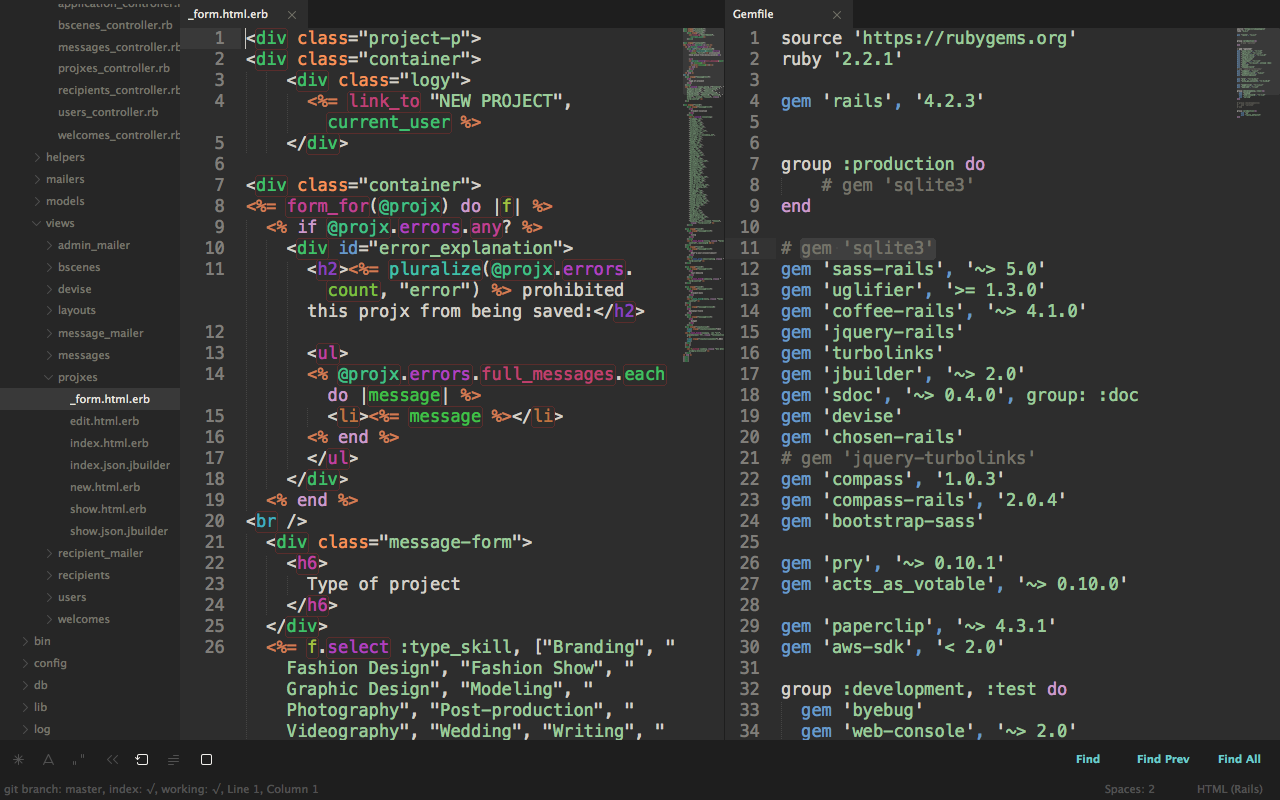 application_controller.rb
bscenes_controller.rb
messages_controller.rb
projxes_controller.rb
recipients_controller.rb
users_controller.rb
welcomes_controller.rb
helpers
mailers
models
views
admin_mailer
bscenes
devise
layouts
message_mailer
messages
projxes
_form.html.erb
edit.html.erb
index.html.erb
index.json.jbuilder
new.html.erb
show.html.erb
show.json.jbuilder
recipient_mailer
recipients
users
welcomes
bin
config
db
lib
log
_form.html.erb ×
1 <div class="project-p">
2 <div class="container">
3 <div class="logy">
4 <%= link_to "NEW PROJECT",
current_user %>
5 </div>
6
7 <div class="container">
8 <%= form_for(@projx) do |f| %>
9 <% if @projx.errors.any? %>
10 <div id="error_explanation">
11 <h2><%= pluralize(@projx.errors.
count, "error") %> prohibited
this projx from being saved:</h2>
12
13 <ul>
14 <% @projx.errors.full_messages.each
do |message| %>
15 <li><%= message %></li>
16 <% end %>
17 </ul>
18 </div>
19 <% end %>
20 <br />
21 <div class="message-form">
22 <h6>
23 Type of project
24 </h6>
25 </div>
26 <%= f.select :type_skill, ["Branding", "
Fashion Design", "Fashion Show", "
Graphic Design", "Modeling", "
Photography", "Post-production", "
Videography", "Wedding", "Writing", "
Gemfile ×
1 source 'https://rubygems.org'
2 ruby '2.2.1'
3
4 gem 'rails', '4.2.3'
5
6
7 group :production do
8 # gem 'sqlite3'
9 end
10
11 # gem 'sqlite3'
12 gem 'sass-rails', '~> 5.0'
13 gem 'uglifier', '>= 1.3.0'
14 gem 'coffee-rails', '~> 4.1.0'
15 gem 'jquery-rails'
16 gem 'turbolinks'
17 gem 'jbuilder', '~> 2.0'
18 gem 'sdoc', '~> 0.4.0', group: :doc
19 gem 'devise'
20 gem 'chosen-rails'
21 # gem 'jquery-turbolinks'
22 gem 'compass', '1.0.3'
23 gem 'compass-rails', '2.0.4'
24 gem 'bootstrap-sass'
25
26 gem 'pry', '~> 0.10.1'
27 gem 'acts_as_votable', '~> 0.10.0'
28
29 gem 'paperclip', '~> 4.3.1'
30 gem 'aws-sdk', '< 2.0'
31
32 group :development, :test do
33 gem 'byebug'
34 gem 'web-console', '~> 2.0'
Find Find Prev Find All
git branch: master, index: √, working: √, Line 1, Column 1
Spaces: 2 HTML (Rails)